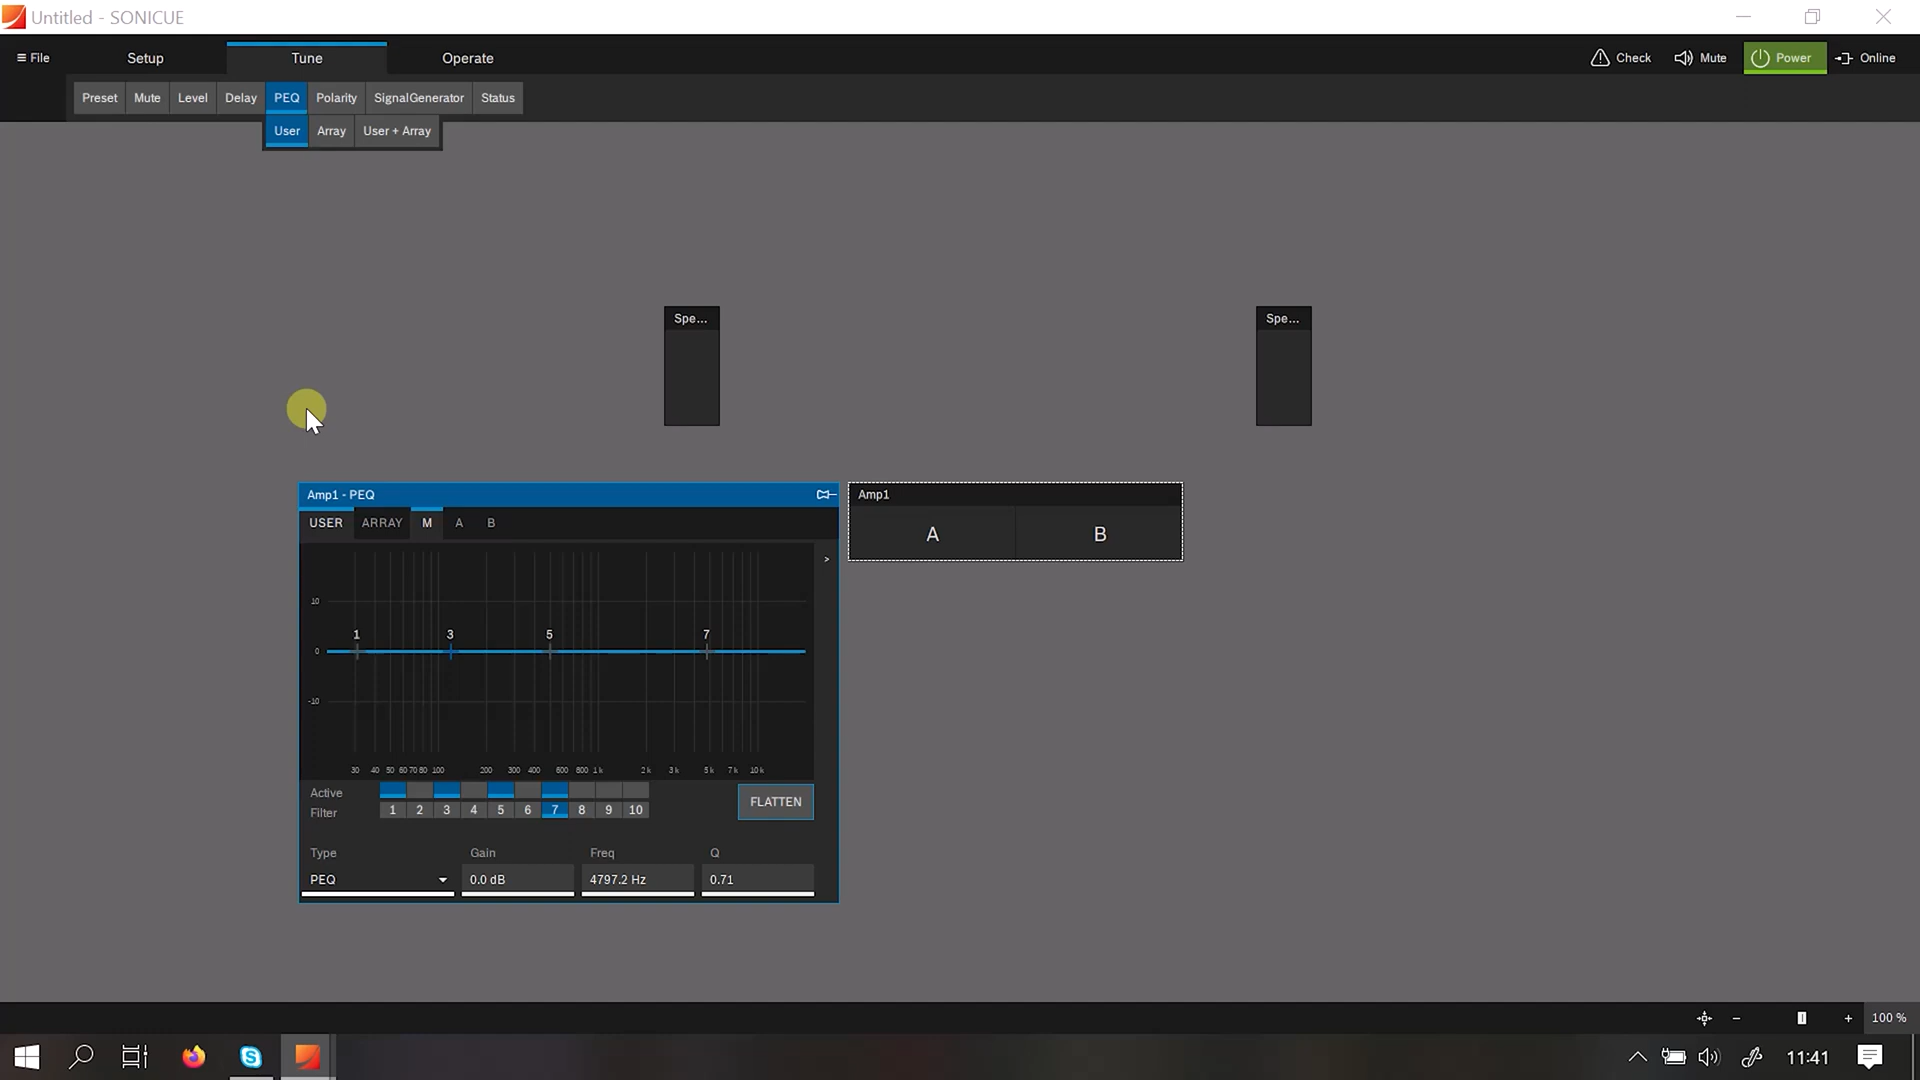 Untitled - SONICUE
≡ File
Setup
Tune
Operate
Check
Mute
Power
Online
Preset
Mute
Level
Delay
PEQ
Polarity
SignalGenerator
Status
User
Array
User + Array
Spe...
Spe...
Amp1 - PEQ
USER
ARRAY
M
A
B
>
Amp1
A
B
10
1
3
5
7
0
-10
30 40 50 60 70 80 100 200 300 400 600 800 1k 2k 3k 5k 7k 10k
Active
Filter
1 2 3 4 5 6 7 8 9 10
FLATTEN
Type
Gain
Freq
Q
PEQ
0.0 dB
4797.2 Hz
0.71
− + 100 %
11:41